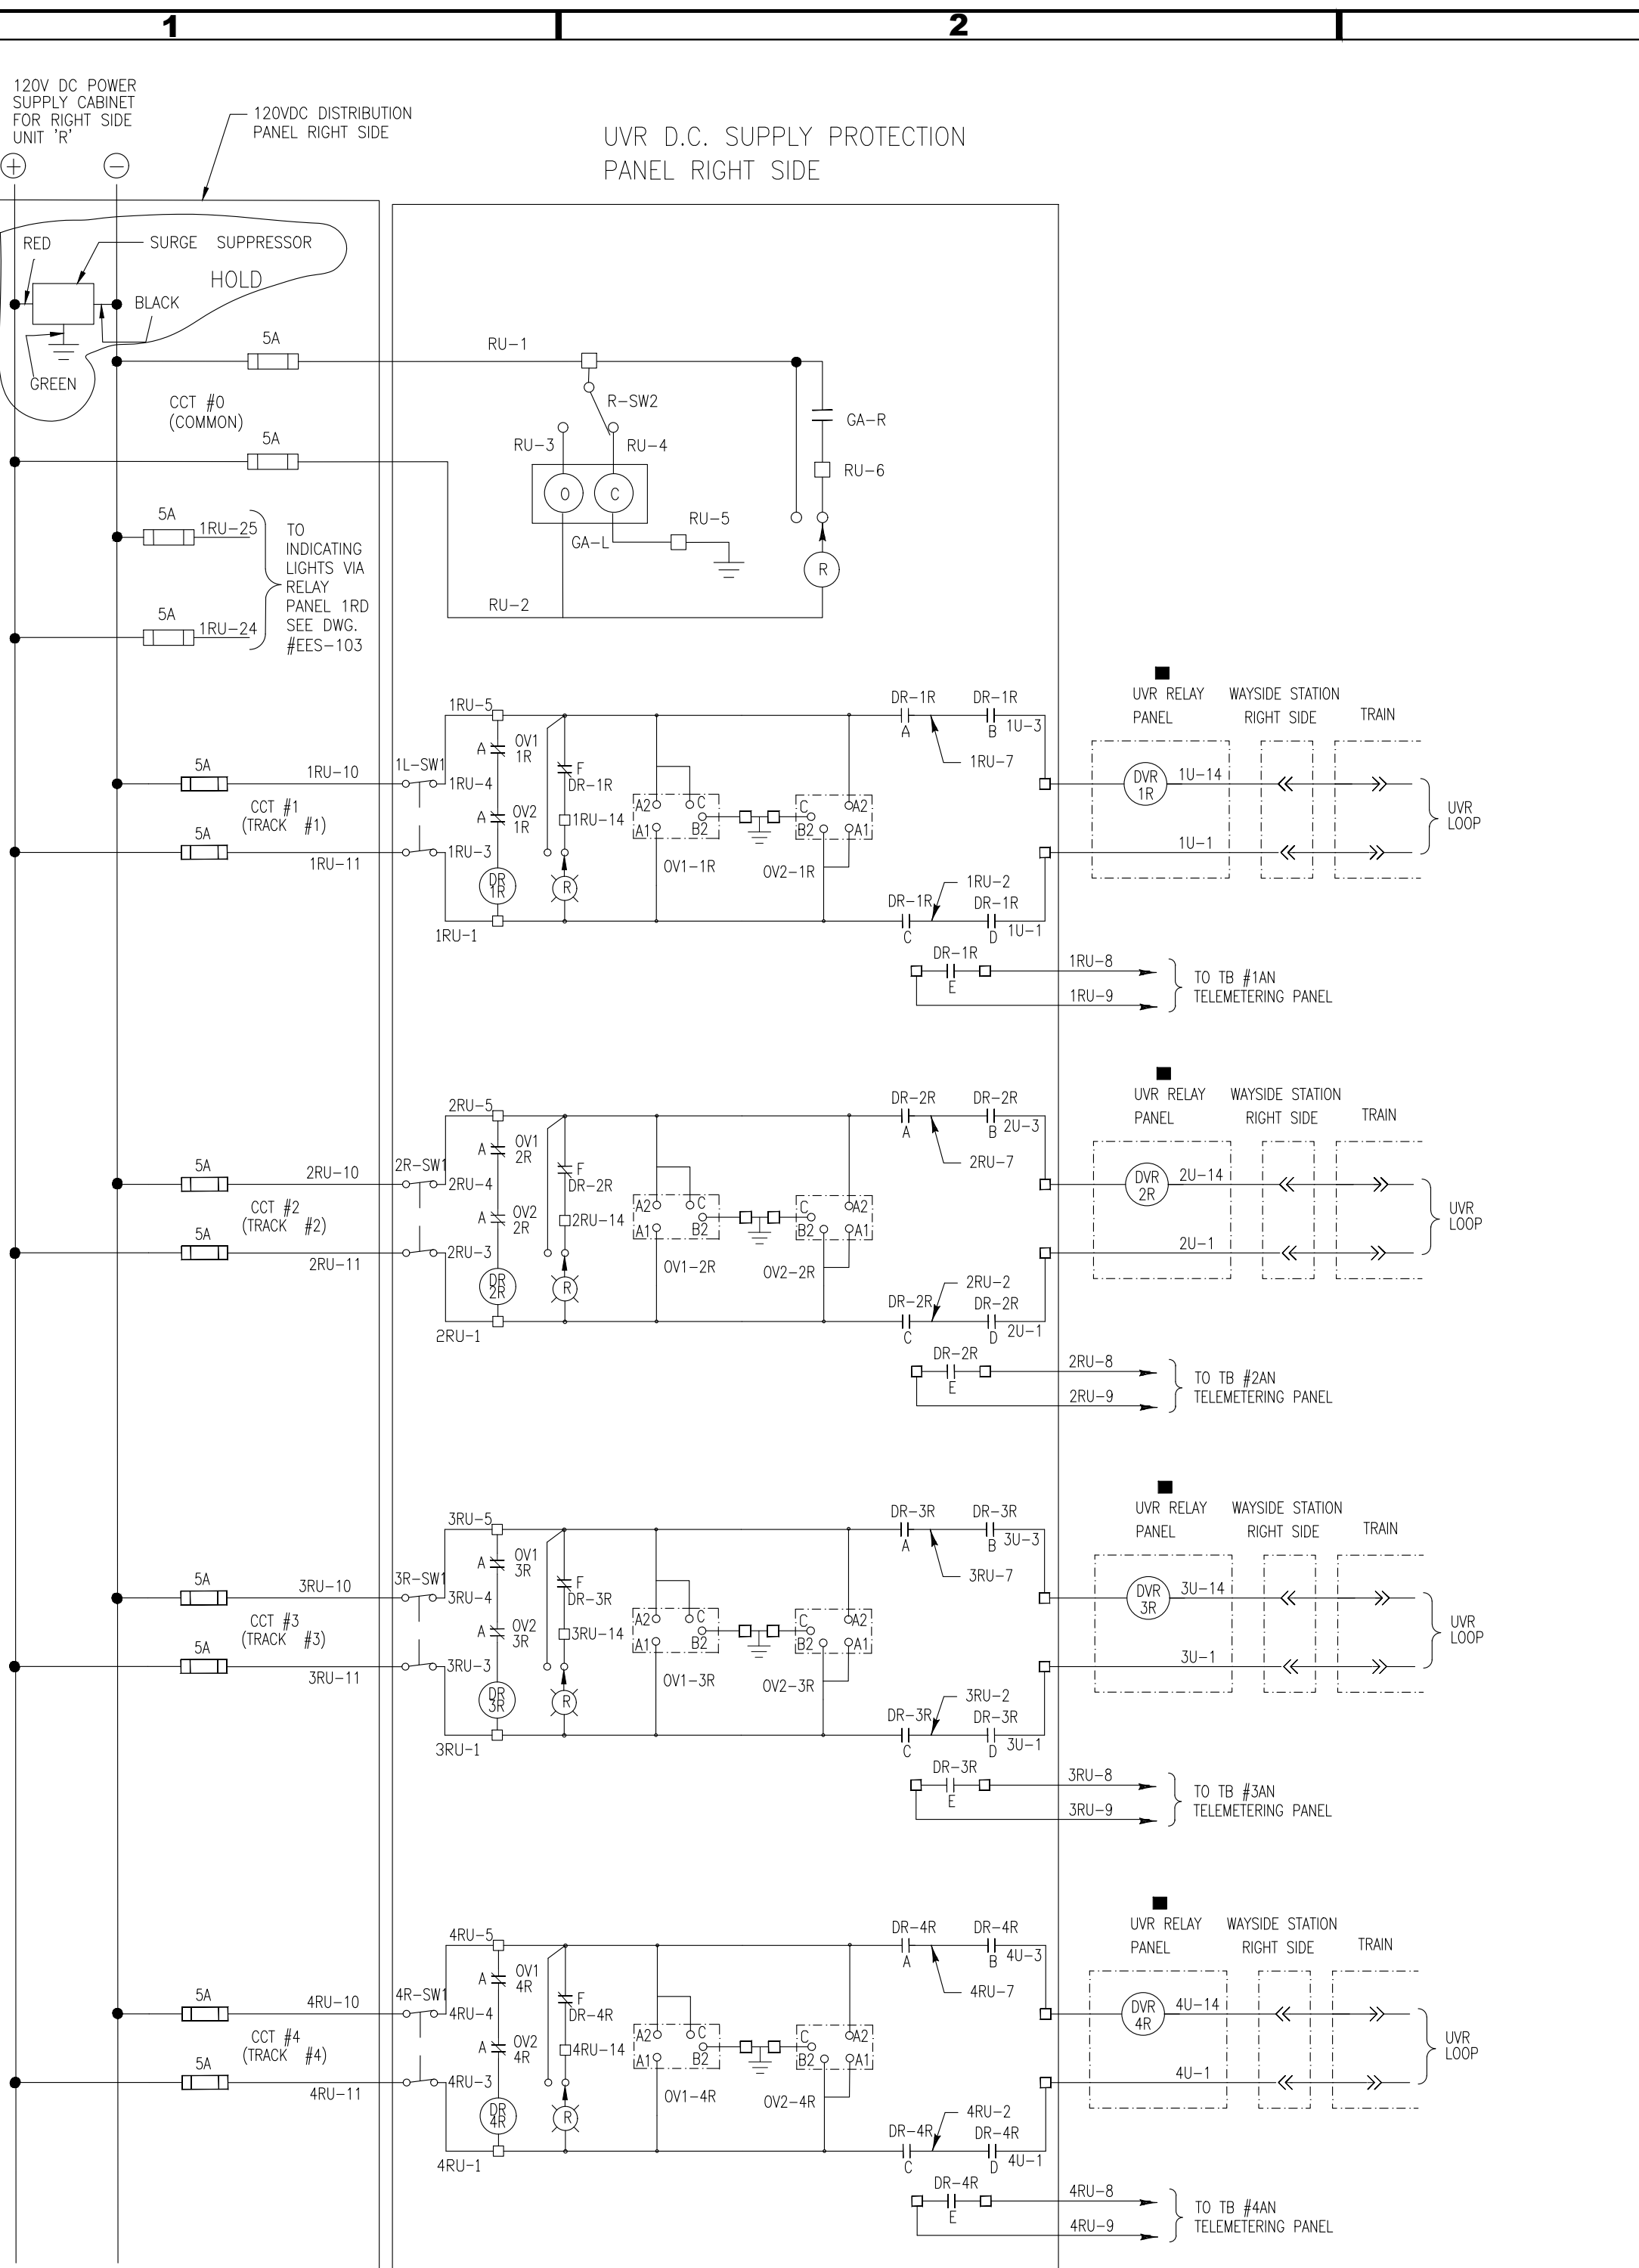 1
2
120V DC POWER
SUPPLY CABINET
FOR RIGHT SIDE
UNIT 'R'
120VDC DISTRIBUTION
PANEL RIGHT SIDE
UVR D.C. SUPPLY PROTECTION
PANEL RIGHT SIDE
RED
SURGE SUPPRESSOR
HOLD
BLACK
GREEN
5A
RU-1
CCT #0
(COMMON)
R-SW2
GA-R
5A
RU-3
RU-4
RU-6
O
C
5A
1RU-25
TO
INDICATING
LIGHTS VIA
RELAY
PANEL 1RD
SEE DWG.
#EES-103
RU-5
GA-L
R
5A
1RU-24
RU-2
1RU-5
DR-1R
DR-1R
UVR RELAY
PANEL
WAYSIDE STATION
RIGHT SIDE
TRAIN
A
OV1
1R
A
B
1U-3
5A
1RU-10
1L-SW1
1RU-4
F
DR-1R
1RU-7
DVR
1R
1U-14
CCT #1
(TRACK #1)
A
OV2
1R
1RU-14
A2
C
A1
B2
C
A2
B2
A1
UVR
LOOP
5A
1RU-11
1RU-3
OV1-1R
OV2-1R
1U-1
DR
1R
R
DR-1R
1RU-2
DR-1R
1RU-1
C
D
1U-1
DR-1R
E
1RU-8
1RU-9
TO TB #1AN
TELEMETERING PANEL
2RU-5
DR-2R
DR-2R
UVR RELAY
PANEL
WAYSIDE STATION
RIGHT SIDE
TRAIN
A
OV1
2R
A
B
2U-3
5A
2RU-10
2R-SW1
2RU-4
F
DR-2R
2RU-7
DVR
2R
2U-14
CCT #2
(TRACK #2)
A
OV2
2R
2RU-14
A2
C
A1
B2
C
A2
B2
A1
UVR
LOOP
5A
2RU-11
2RU-3
OV1-2R
OV2-2R
2U-1
DR
2R
R
DR-2R
2RU-2
DR-2R
2RU-1
C
D
2U-1
DR-2R
E
2RU-8
2RU-9
TO TB #2AN
TELEMETERING PANEL
3RU-5
DR-3R
DR-3R
UVR RELAY
PANEL
WAYSIDE STATION
RIGHT SIDE
TRAIN
A
OV1
3R
A
B
3U-3
5A
3RU-10
3R-SW1
3RU-4
F
DR-3R
3RU-7
DVR
3R
3U-14
CCT #3
(TRACK #3)
A
OV2
3R
3RU-14
A2
C
A1
B2
C
A2
B2
A1
UVR
LOOP
5A
3RU-11
3RU-3
OV1-3R
OV2-3R
3U-1
DR
3R
R
DR-3R
3RU-2
DR-3R
3RU-1
C
D
3U-1
DR-3R
E
3RU-8
3RU-9
TO TB #3AN
TELEMETERING PANEL
4RU-5
DR-4R
DR-4R
UVR RELAY
PANEL
WAYSIDE STATION
RIGHT SIDE
TRAIN
A
OV1
4R
A
B
4U-3
5A
4RU-10
4R-SW1
4RU-4
F
DR-4R
4RU-7
DVR
4R
4U-14
CCT #4
(TRACK #4)
A
OV2
4R
4RU-14
A2
C
A1
B2
C
A2
B2
A1
UVR
LOOP
5A
4RU-11
4RU-3
OV1-4R
OV2-4R
4U-1
DR
4R
R
DR-4R
4RU-2
DR-4R
4RU-1
C
D
4U-1
DR-4R
E
4RU-8
4RU-9
TO TB #4AN
TELEMETERING PANEL